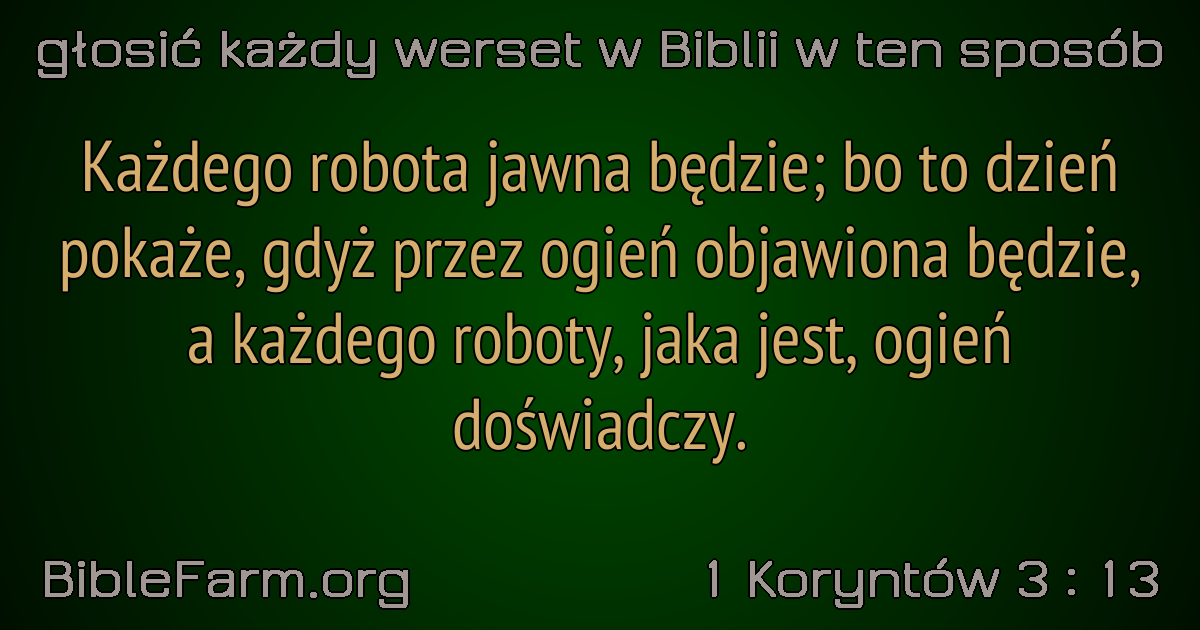 głosić każdy werset w Biblii w ten sposób
Każdego robota jawna będzie; bo to dzień
pokaże, gdyż przez ogień objawiona będzie,
a każdego roboty, jaka jest, ogień
doświadczy.
BibleFarm.org
1 Koryntów 3 : 13